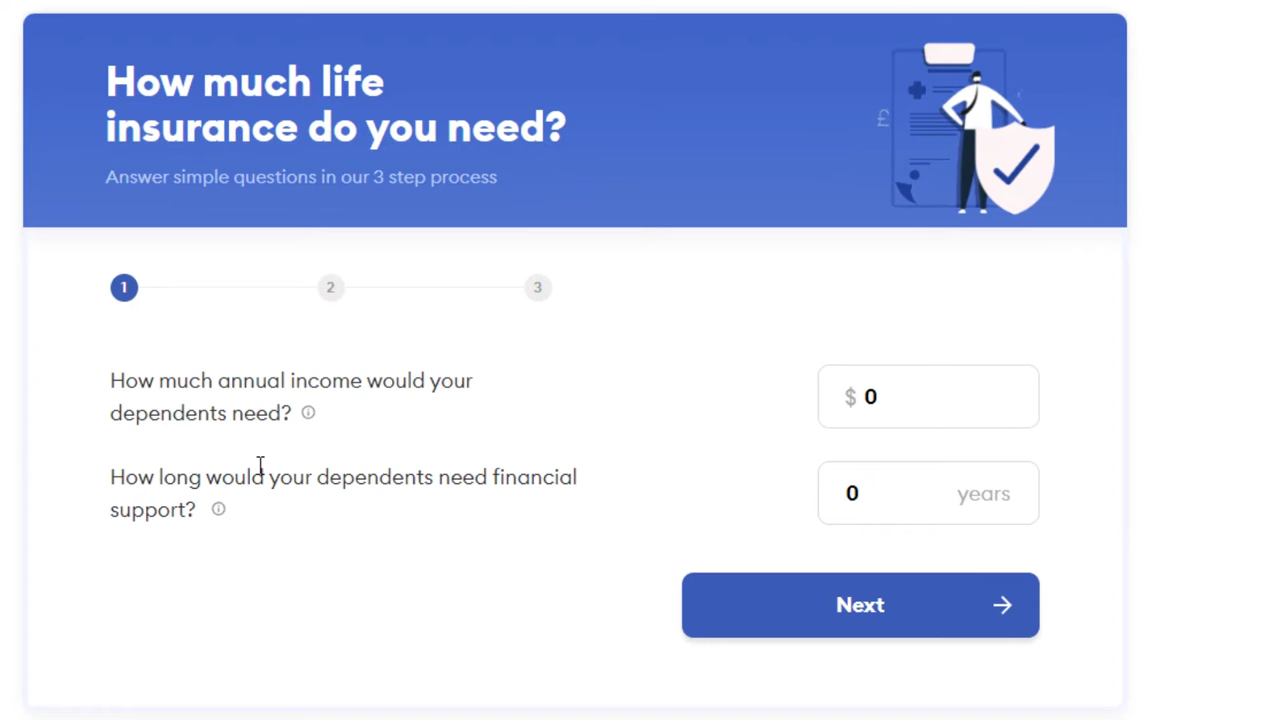 How much life
insurance do you need?
Answer simple questions in our 3 step process
£
1 2 3
How much annual income would your
dependents need?
$ 0
How long would your dependents need financial
support?
0 years
Next